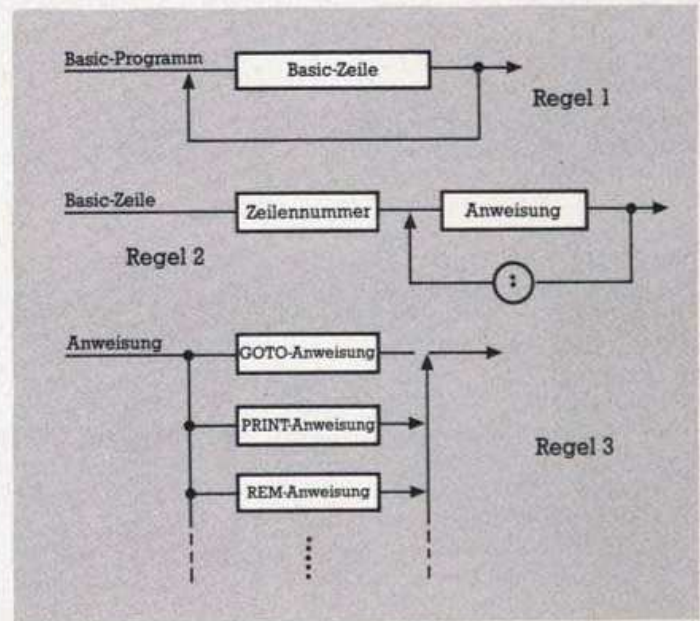 Basic-Programm
Basic-Zeile
Regel 1
Basic-Zeile
Zeilennummer
Anweisung
Regel 2
:
Anweisung
GOTO-Anweisung
PRINT-Anweisung
Regel 3
REM-Anweisung